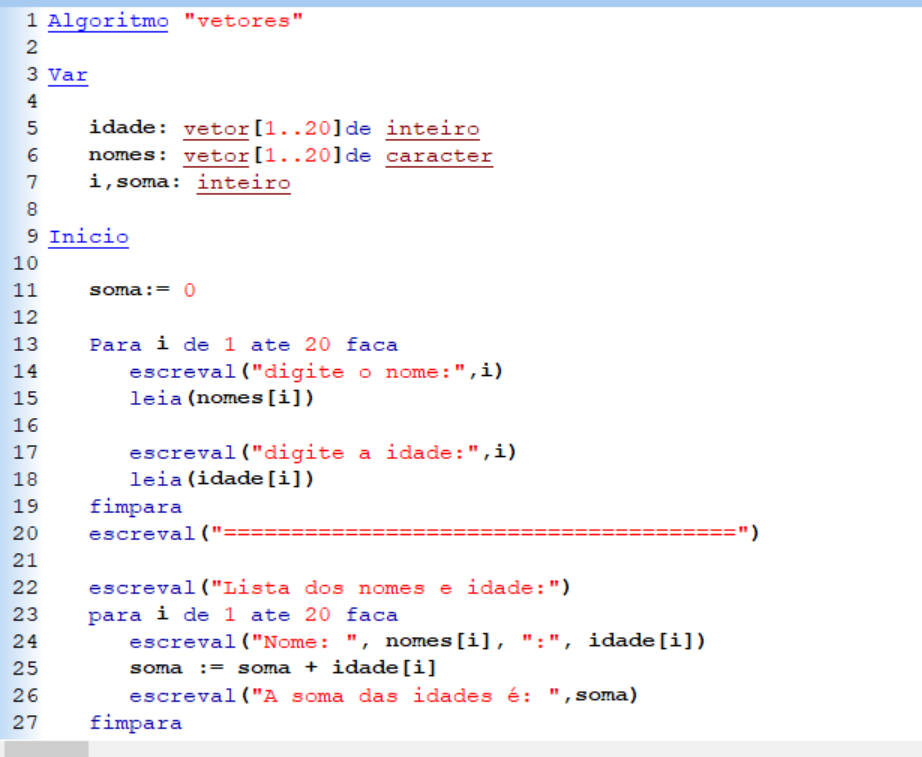 1 Algoritmo "vetores"
2
3 Var
4
5    idade: vetor[1..20]de inteiro
6    nomes: vetor[1..20]de caracter
7    i,soma: inteiro
8
9 Inicio
10
11    soma:= 0
12
13    Para i de 1 ate 20 faca
14       escreval("digite o nome:",i)
15       leia(nomes[i])
16
17       escreval("digite a idade:",i)
18       leia(idade[i])
19    fimpara
20    escreval("======================================")
21
22    escreval("Lista dos nomes e idade:")
23    para i de 1 ate 20 faca
24       escreval("Nome: ", nomes[i], ":", idade[i])
25       soma := soma + idade[i]
26       escreval("A soma das idades é: ",soma)
27    fimpara